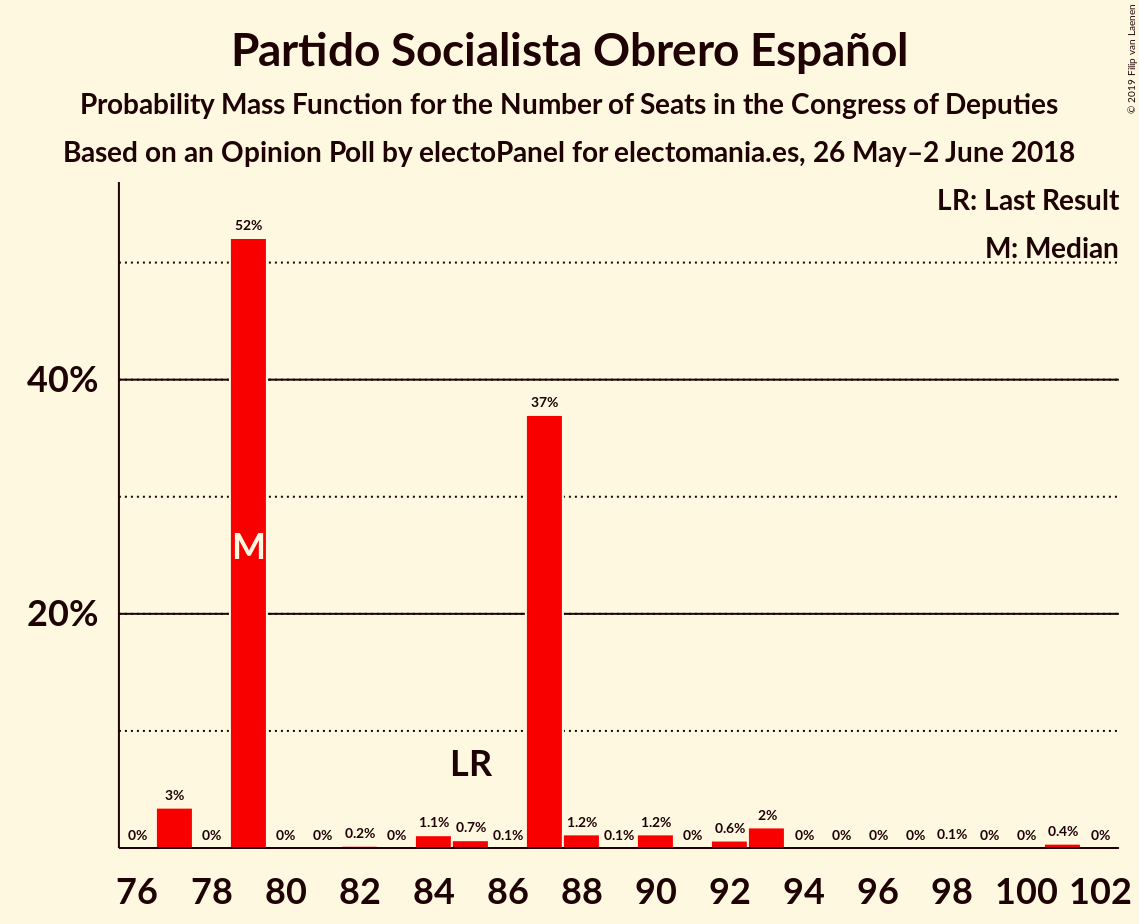 Partido Socialista Obrero Español
Probability Mass Function for the Number of Seats in the Congress of Deputies
Based on an Opinion Poll by electoPanel for electomania.es, 26 May–2 June 2018
© 2019 Filip van Laenen
LR: Last Result
M: Median
40%
20%
0% 3% 0% 52% 0% 0% 0.2% 0% 1.1% 0.7% 0.1% 37% 1.2% 0.1% 1.2% 0% 0.6% 2% 0% 0% 0% 0% 0.1% 0% 0% 0.4% 0%
M
LR
76 78 80 82 84 86 88 90 92 94 96 98 100 102